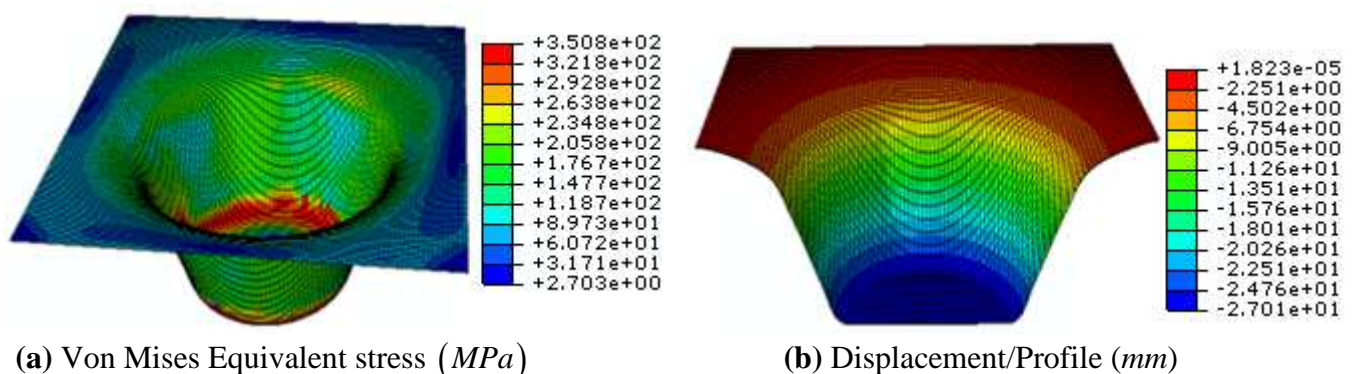 +3.508e+02
+3.218e+02
+2.928e+02
+2.638e+02
+2.348e+02
+2.058e+02
+1.767e+02
+1.477e+02
+1.187e+02
+8.973e+01
+6.072e+01
+3.171e+01
+2.703e+00
+1.823e-05
-2.251e+00
-4.502e+00
-6.754e+00
-9.005e+00
-1.126e+01
-1.351e+01
-1.576e+01
-1.801e+01
-2.026e+01
-2.251e+01
-2.476e+01
-2.701e+01
(a) Von Mises Equivalent stress (MPa)
(b) Displacement/Profile (mm)